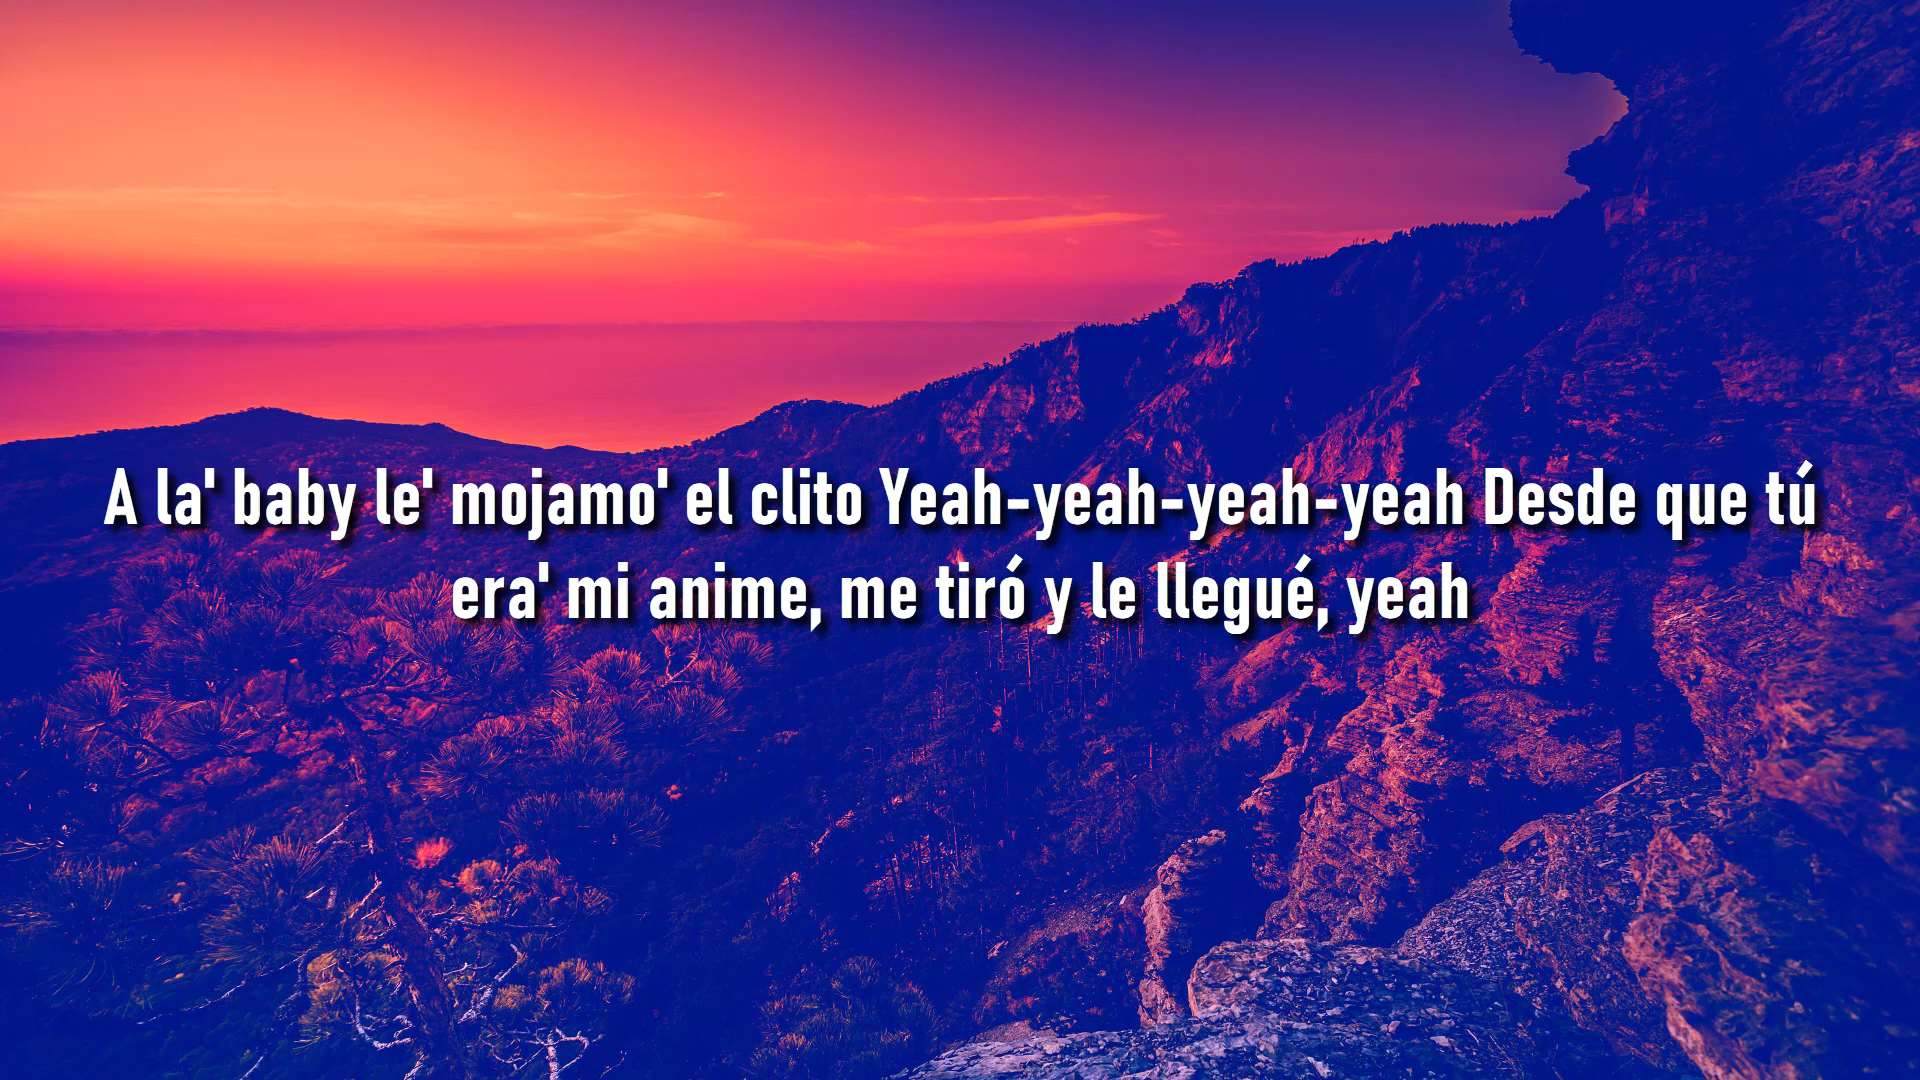 A la' baby le' mojamo' el clito Yeah-yeah-yeah-yeah Desde que tú
era' mi anime, me tiró y le llegué, yeah